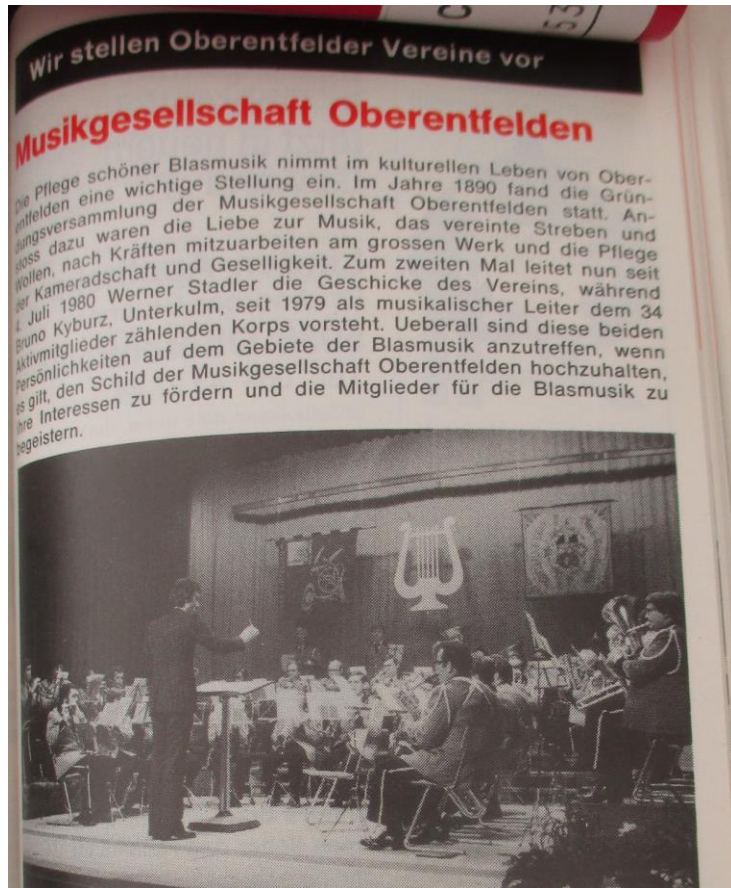 C
53
Wir stellen Oberentfelder Vereine vor
Musikgesellschaft Oberentfelden
Die Pflege schöner Blasmusik nimmt im kulturellen Leben von Ober-
entfelden eine wichtige Stellung ein. Im Jahre 1890 fand die Grün-
dungsversammlung der Musikgesellschaft Oberentfelden statt. An-
stoss dazu waren die Liebe zur Musik, das vereinte Streben und
Wollen, nach Kräften mitzuarbeiten am grossen Werk und die Pflege
der Kameradschaft und Geselligkeit. Zum zweiten Mal leitet nun seit
Juli 1980 Werner Stadler die Geschicke des Vereins, während
Bruno Kyburz, Unterkulm, seit 1979 als musikalischer Leiter dem 34
Aktivmitglieder zählenden Korps vorsteht. Ueberall sind diese beiden
Persönlichkeiten auf dem Gebiete der Blasmusik anzutreffen, wenn
es gilt, den Schild der Musikgesellschaft Oberentfelden hochzuhalten,
ihre Interessen zu fördern und die Mitglieder für die Blasmusik zu
begeistern.